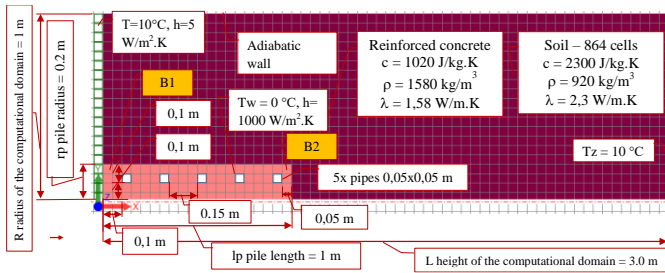 R radius of the computational domain = 1 m
rp pile radius = 0.2 m
T=10°C, h=5
W/m².K
Adiabatic
wall
Reinforced concrete
c = 1020 J/kg.K
ρ = 1580 kg/m³
λ = 1,58 W/m.K
Soil – 864 cells
c = 2300 J/kg.K
ρ = 920 kg/m³
λ = 2,3 W/m.K
B1
0,1 m
Tw = 0 °C, h=
1000 W/m².K
0,1 m
B2
Tz = 10 °C
5x pipes 0,05x0,05 m
Z
X
0.15 m
0,05 m
0,1 m
lp pile length = 1 m
L height of the computational domain = 3.0 m